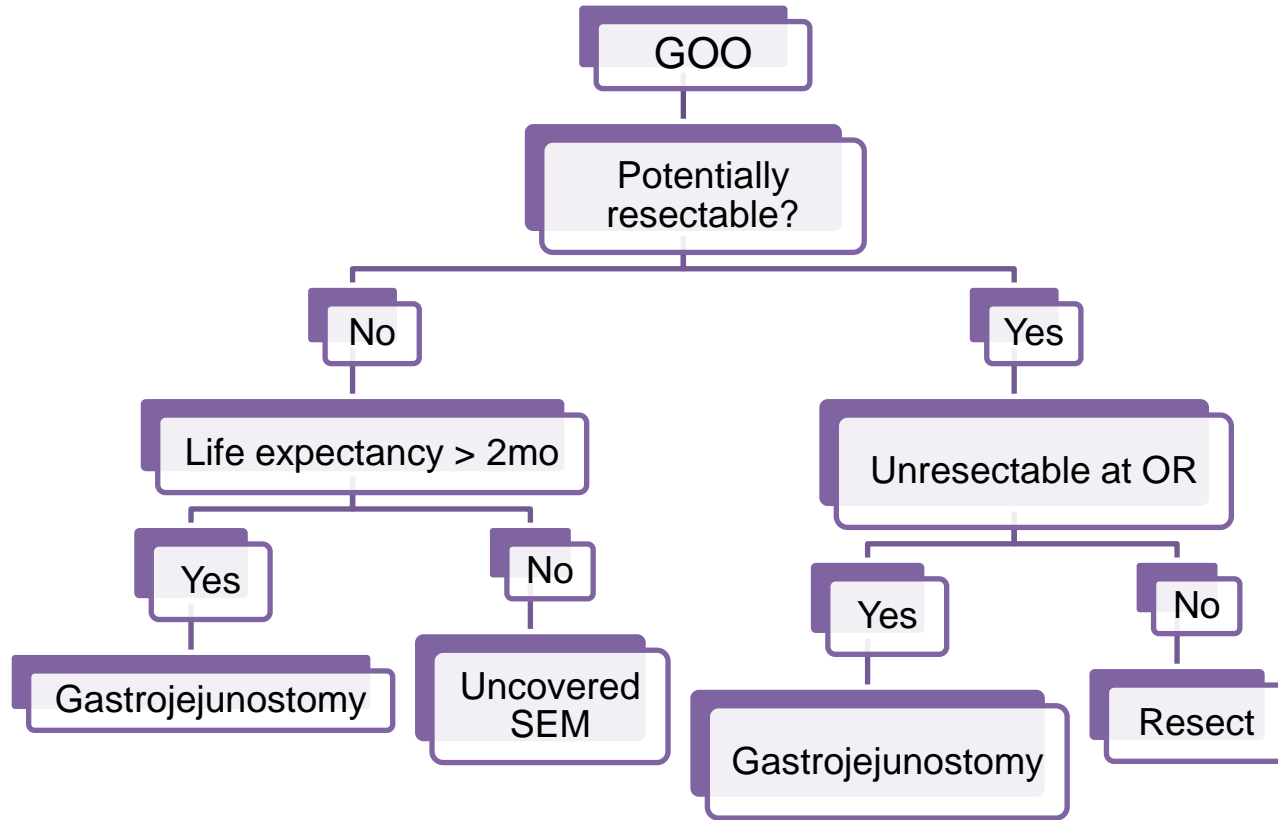 GOO
Potentially
resectable?
No
Yes
Life expectancy > 2mo
Unresectable at OR
Yes
No
Yes
No
Gastrojejunostomy
Uncovered
SEM
Gastrojejunostomy
Resect